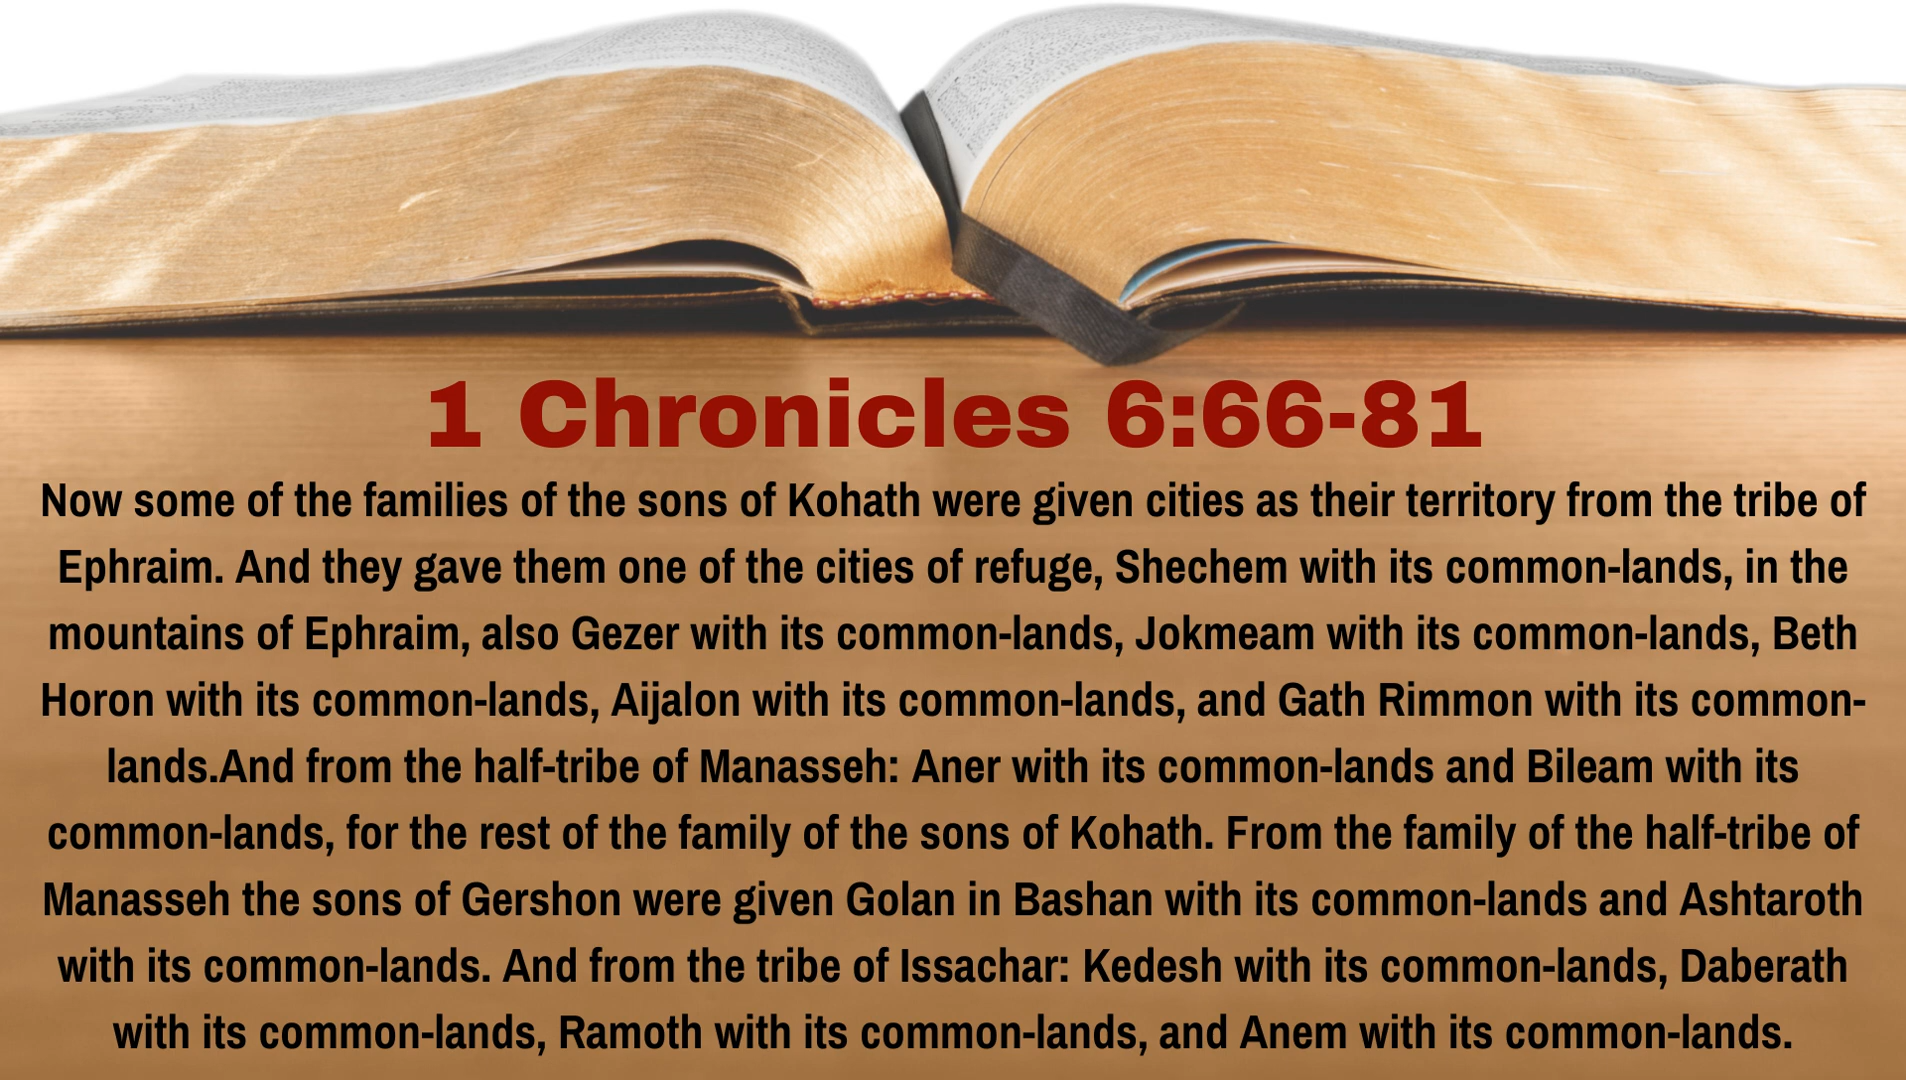 1 Chronicles 6:66-81
Now some of the families of the sons of Kohath were given cities as their territory from the tribe of
Ephraim. And they gave them one of the cities of refuge, Shechem with its common-lands, in the
mountains of Ephraim, also Gezer with its common-lands, Jokmeam with its common-lands, Beth
Horon with its common-lands, Aijalon with its common-lands, and Gath Rimmon with its common-
lands.And from the half-tribe of Manasseh: Aner with its common-lands and Bileam with its
common-lands, for the rest of the family of the sons of Kohath. From the family of the half-tribe of
Manasseh the sons of Gershon were given Golan in Bashan with its common-lands and Ashtaroth
with its common-lands. And from the tribe of Issachar: Kedesh with its common-lands, Daberath
with its common-lands, Ramoth with its common-lands, and Anem with its common-lands.